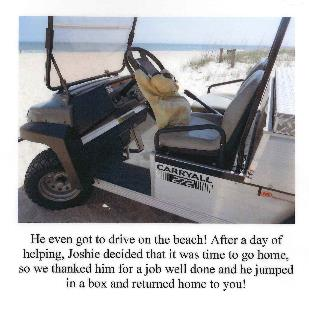 CARRYALL
He even got to drive on the beach! After a day of
helping, Joshie decided that it was time to go home,
so we thanked him for a job well done and he jumped
in a box and returned home to you!